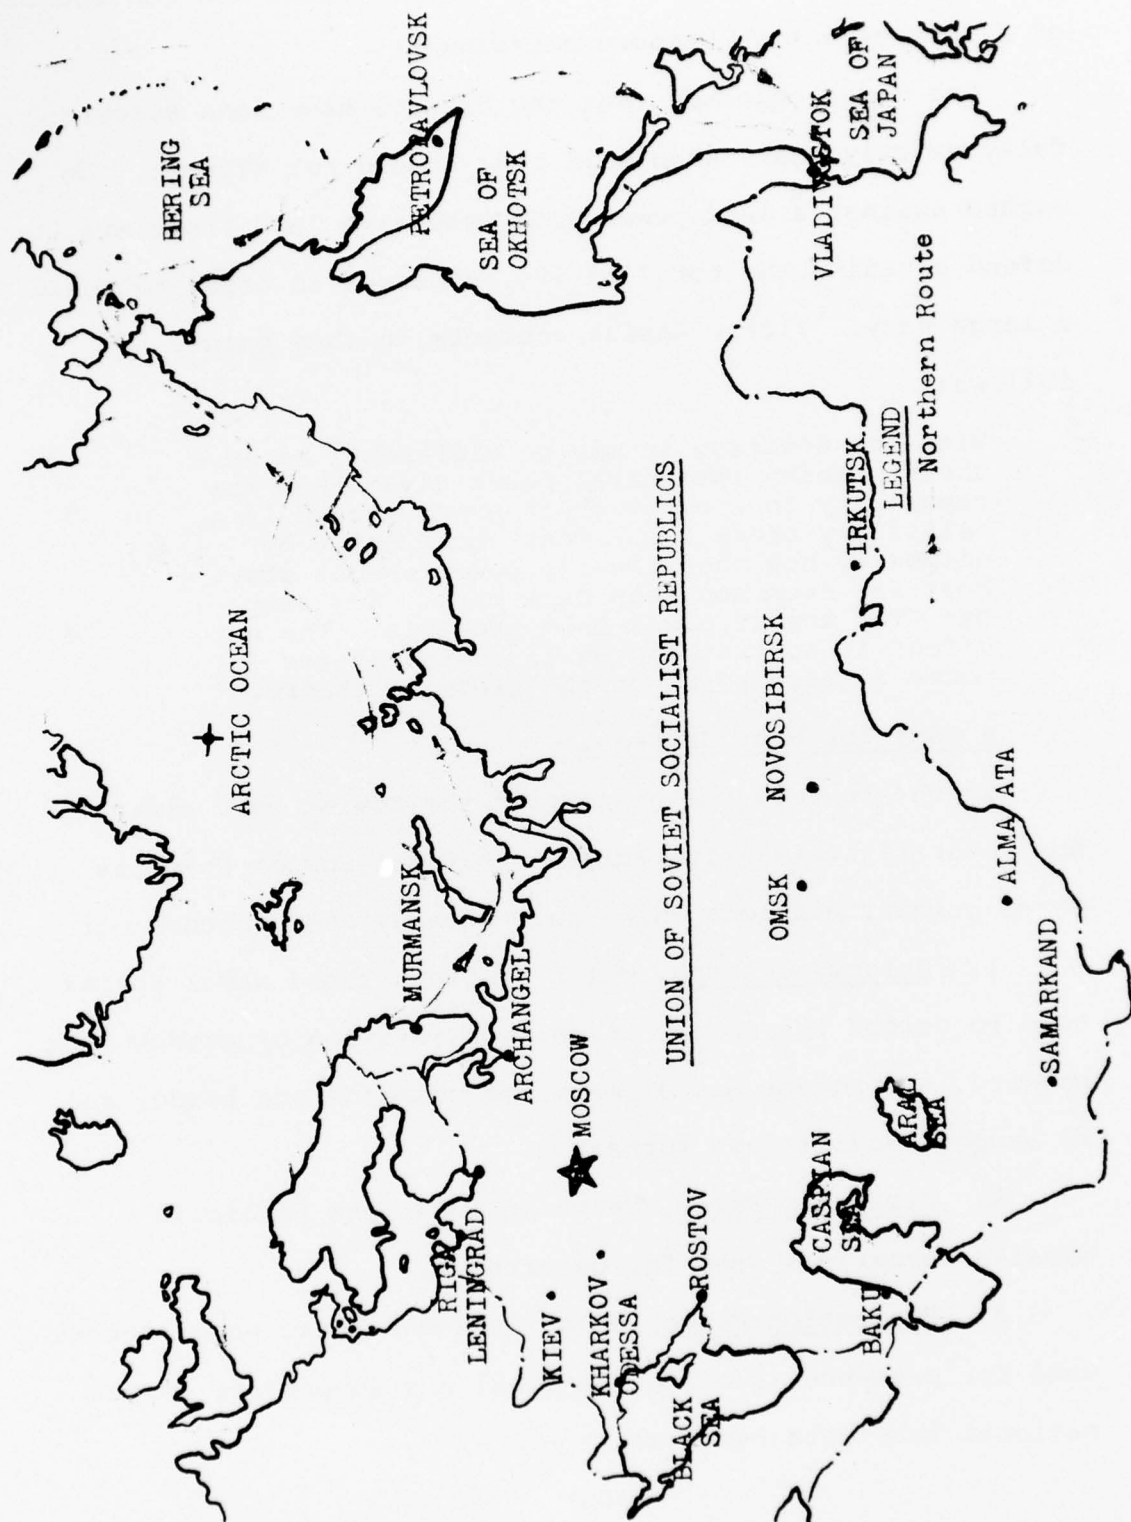 BERING
SEA
PETROPAVLOVSK
SEA OF
OKHOTSK
VLADIVOSTOK
SEA OF
JAPAN
ARCTIC OCEAN
MURMANSK
ARCHANGEL
MOSCOW
RIGA
LENINGRAD
KIEV
KHARKOV
ODESSA
ROSTOV
BLACK
SEA
CASPIAN
SEA
BAKU
ARAL
SEA
SAMARKAND
ALMA ATA
OMSK
NOVOSIBIRSK
IRKUTSK
UNION OF SOVIET SOCIALIST REPUBLICS
LEGEND
Northern Route